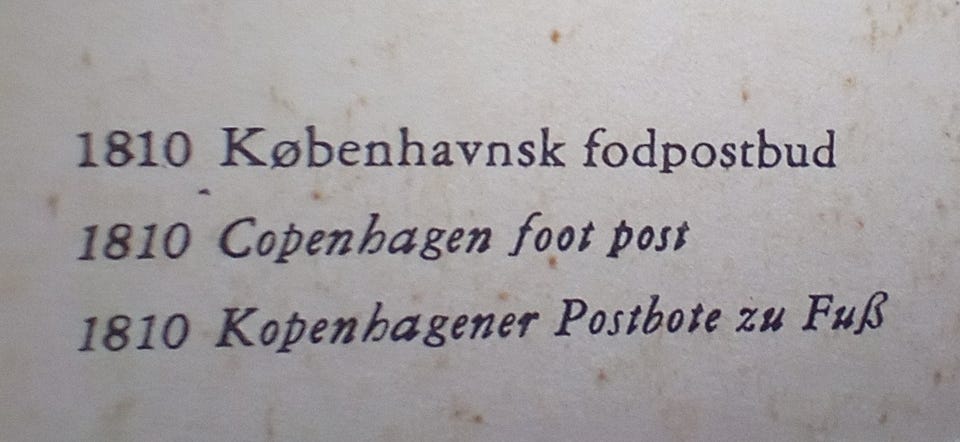 1810 Københavnsk fodpostbud
1810 Copenhagen foot post
1810 Kopenhagener Postbote zu Fuß